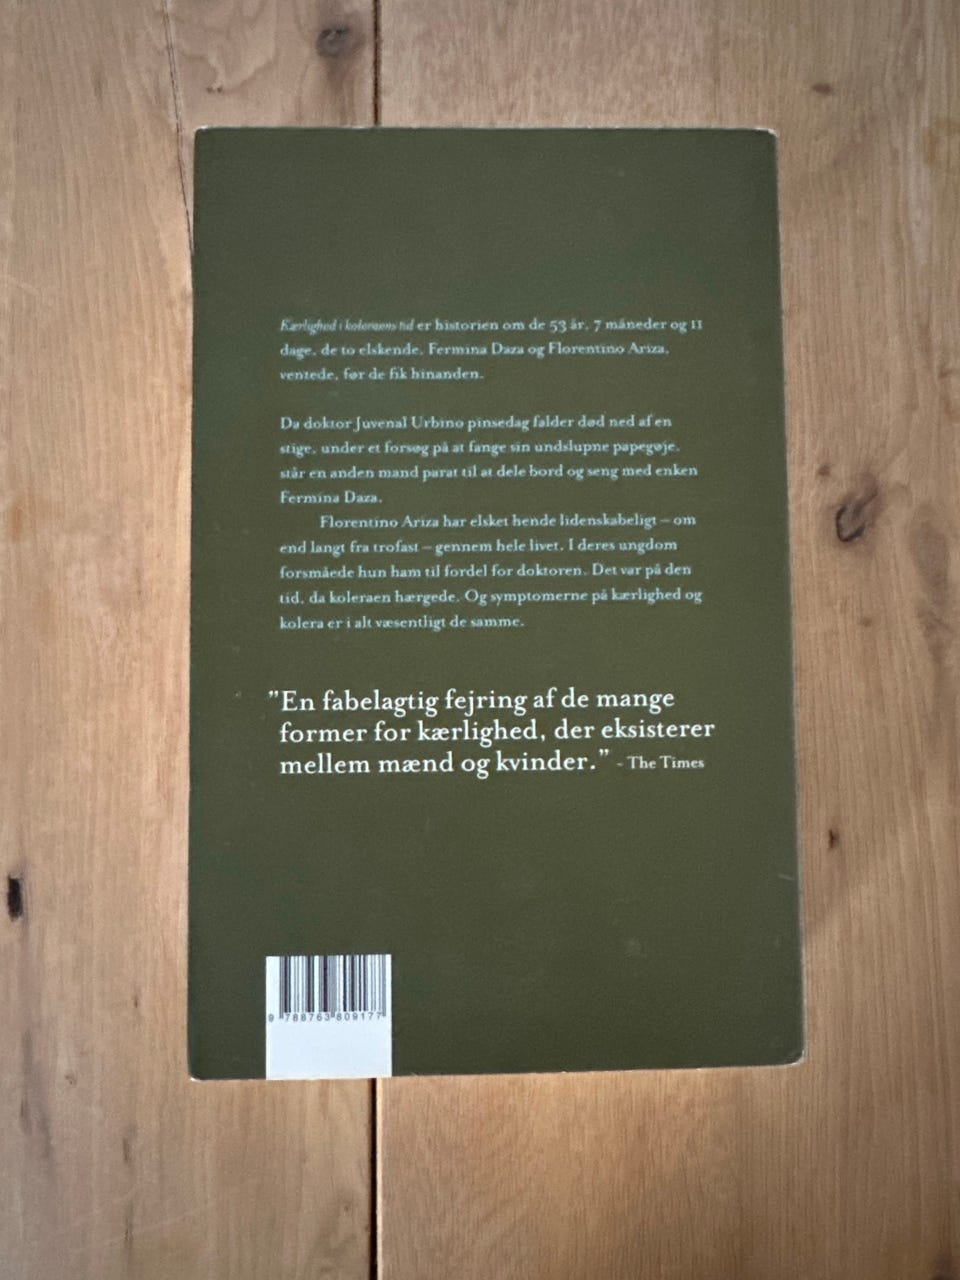 Kærlighed i koleraens tid er historien om de 53 år, 7 måneder og 11
dage, de to elskende, Fermina Daza og Florentino Ariza,
ventede, før de fik hinanden.
Da doktor Juvenal Urbino pinsedag falder død ned af en
stige, under et forsøg på at fange sin undslupne papegøje,
står en anden mand parat til at dele bord og seng med enken
Fermina Daza.
Florentino Ariza har elsket hende lidenskabeligt – om
end langt fra trofast – gennem hele livet. I deres ungdom
forsmåede hun ham til fordel for doktoren. Det var på den
tid, da koleraen hærgede. Og symptomerne på kærlighed og
kolera er i alt væsentligt de samme.
”En fabelagtig fejring af de mange
former for kærlighed, der eksisterer
mellem mænd og kvinder.” - The Times
9 788763 809177